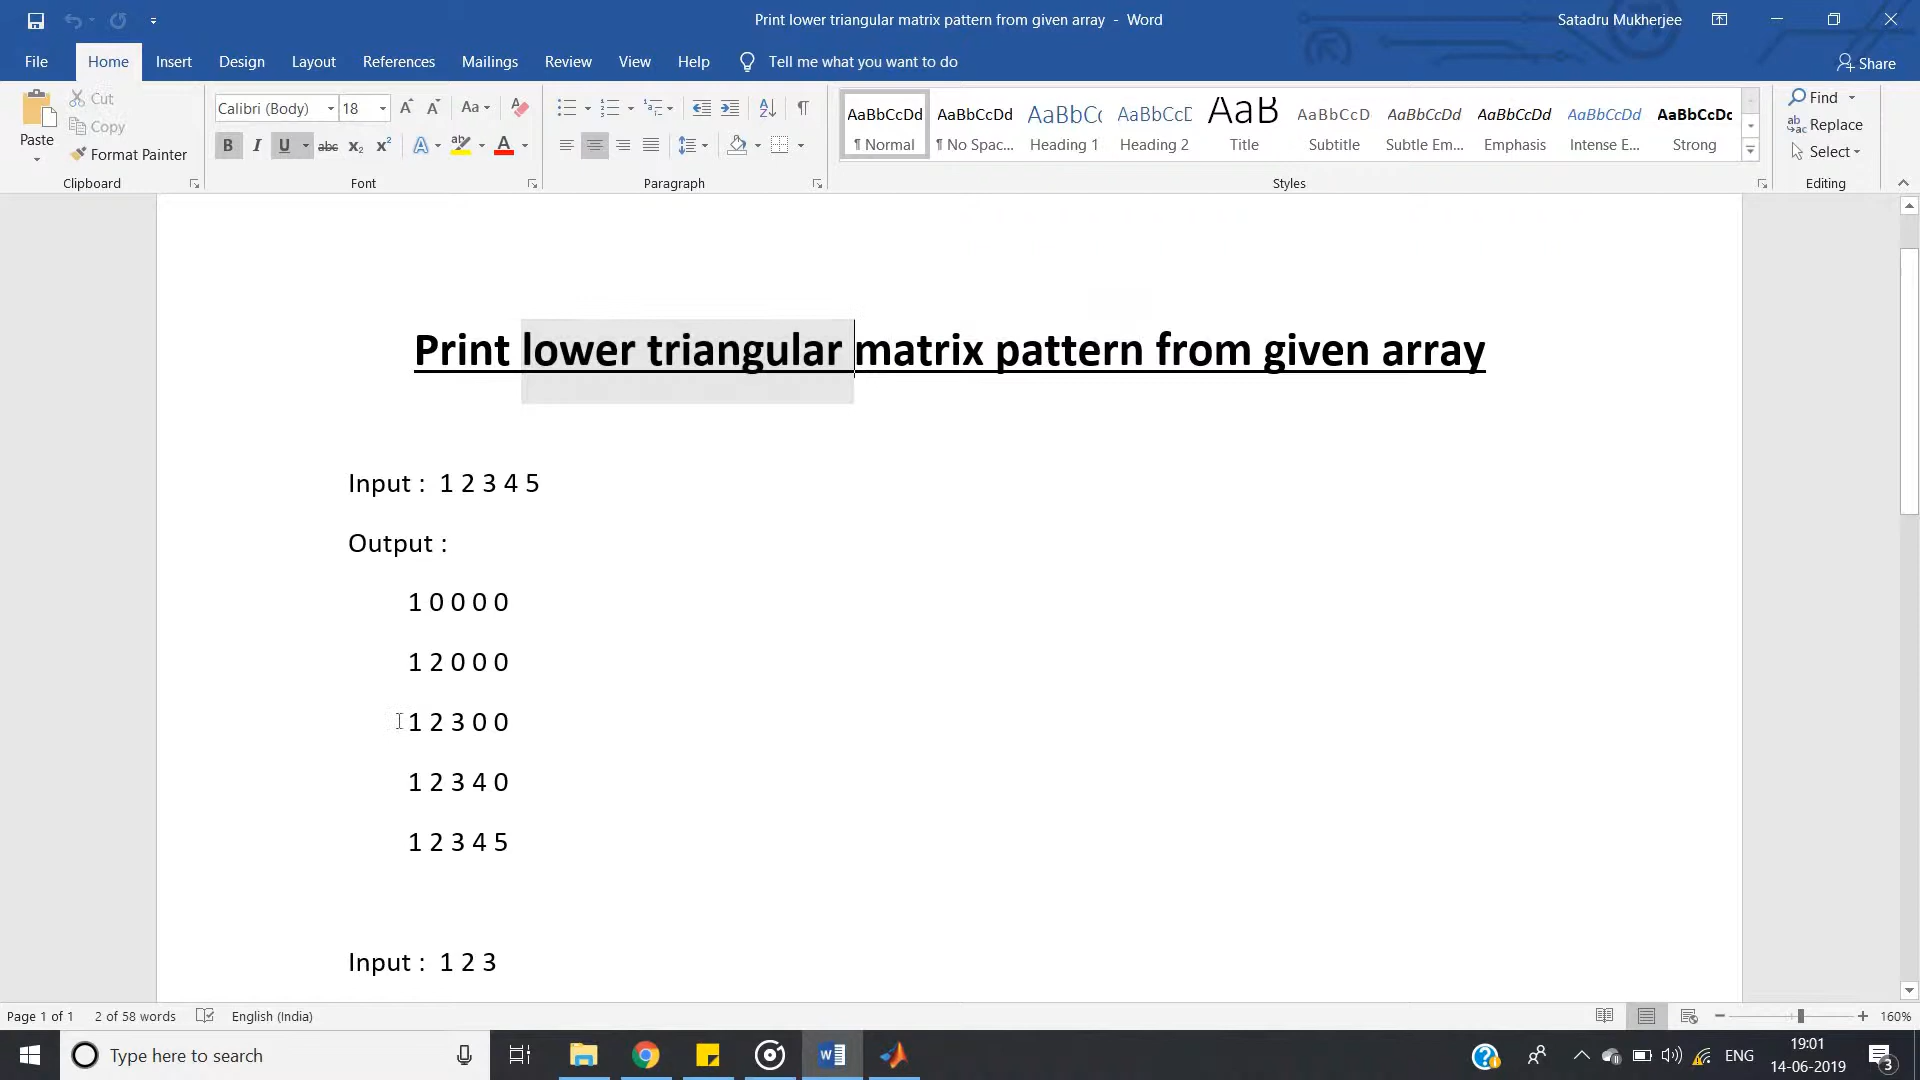 Print lower triangular matrix pattern from given array - Word
Satadru Mukherjee
File Home Insert Design Layout References Mailings Review View Help Tell me what you want to do
Share
Paste
Cut
Copy
Format Painter
Clipboard
Calibri (Body) 18
Font
Paragraph
AaBbCcDd AaBbCcDd AaBbCc AaBbCcE AaB AaBbCcD AaBbCcDd AaBbCcDd AaBbCcDd AaBbCcDc
¶ Normal ¶ No Spac... Heading 1 Heading 2 Title Subtitle Subtle Em... Emphasis Intense E... Strong
Styles
Find
Replace
Select
Editing
Print lower triangular matrix pattern from given array
Input : 1 2 3 4 5
Output :
1 0 0 0 0
1 2 0 0 0
1 2 3 0 0
1 2 3 4 0
1 2 3 4 5
Input : 1 2 3
Page 1 of 1 2 of 58 words English (India)
160%
Type here to search
ENG
19:01
14-06-2019
3